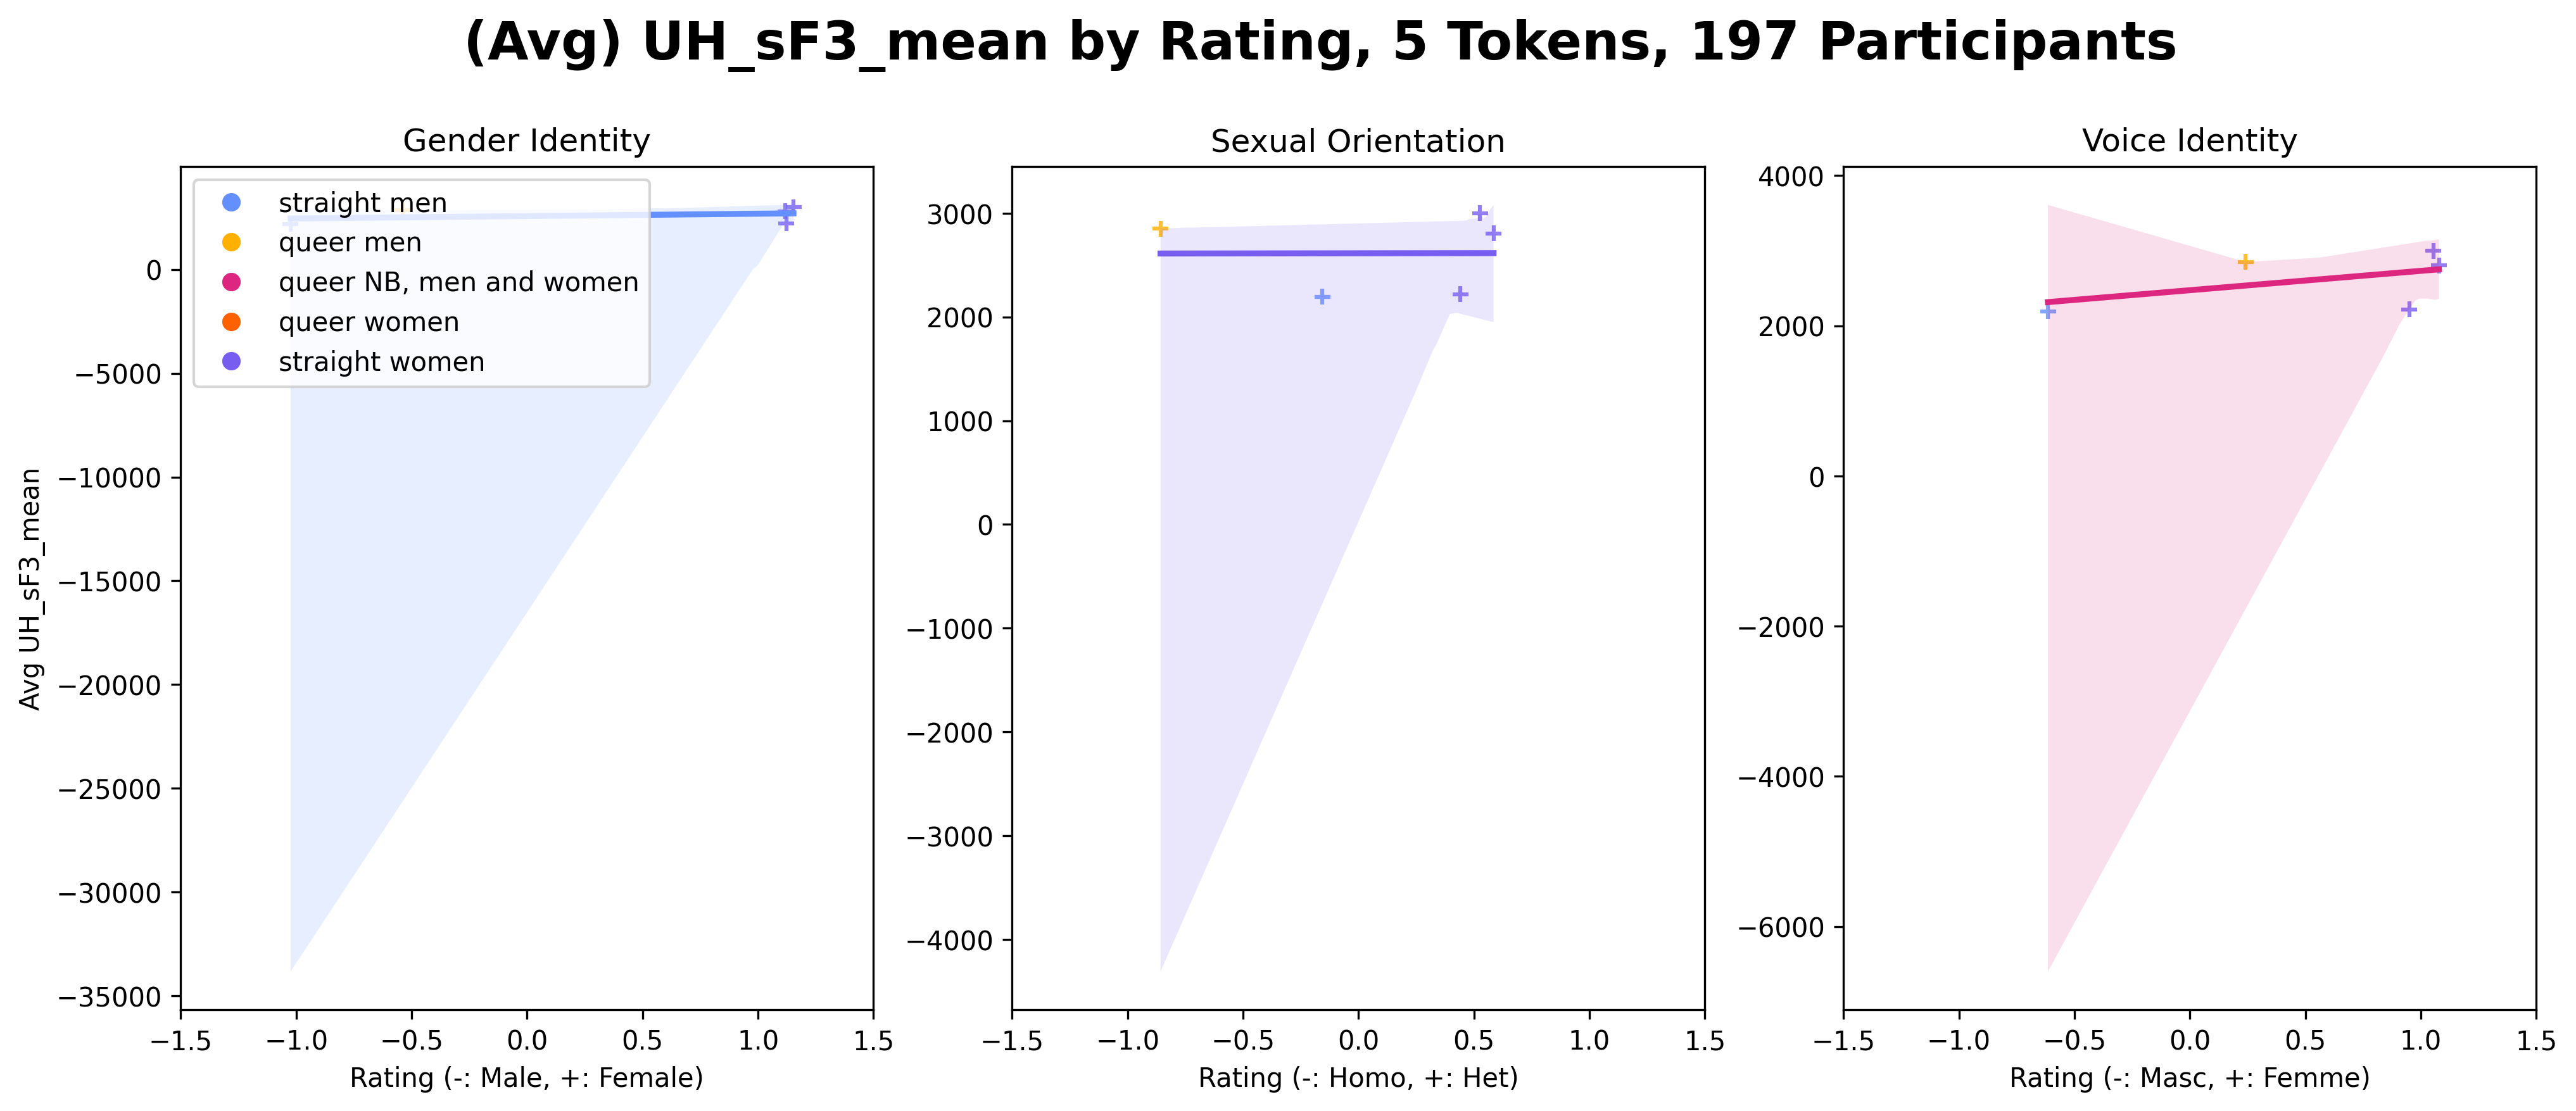 (Avg) UH_sF3_mean by Rating, 5 Tokens, 197 Participants
Gender Identity
straight men
queer men
queer NB, men and women
queer women
straight women
0
−5000
−10000
−15000
−20000
−25000
−30000
−35000
Avg UH_sF3_mean
−1.5 −1.0 −0.5 0.0 0.5 1.0 1.5
Rating (-: Male, +: Female)
Sexual Orientation
3000
2000
1000
0
−1000
−2000
−3000
−4000
−1.5 −1.0 −0.5 0.0 0.5 1.0 1.5
Rating (-: Homo, +: Het)
Voice Identity
4000
2000
0
−2000
−4000
−6000
−1.5 −1.0 −0.5 0.0 0.5 1.0 1.5
Rating (-: Masc, +: Femme)